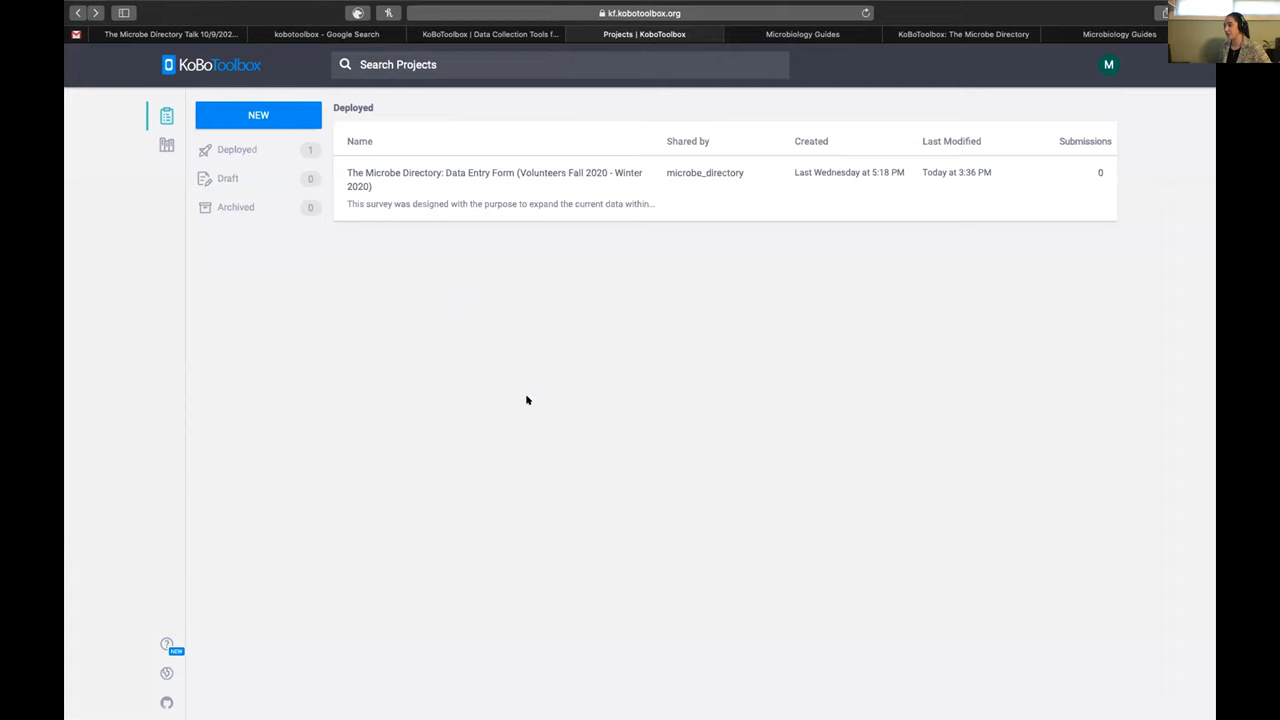 kf.kobotoolbox.org
The Microbe Directory Talk 10/9/202...
kobotoolbox - Google Search
KoBoToolbox | Data Collection Tools f...
Projects | KoboToolbox
Microbiology Guides
KoBoToolbox: The Microbe Directory
Microbiology Guides
KoBoToolbox
Search Projects
M
NEW
Deployed 1
Draft 0
Archived 0
Deployed
Name Shared by Created Last Modified Submissions
The Microbe Directory: Data Entry Form (Volunteers Fall 2020 - Winter microbe_directory Last Wednesday at 5:18 PM Today at 3:36 PM 0
2020)
This survey was designed with the purpose to expand the current data within...
NEW